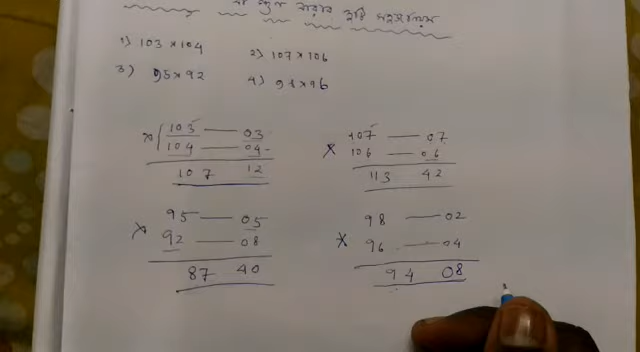 গুন করার
1) 103 × 104
2) 107 × 106
3) 95 × 92
4) 98 × 96
× 103 — 03
104 — 04
107 12
× 107 — 07
106 — 06
113 42
× 95 — 05
92 — 08
87 40
× 98 — 02
96 — 04
94 08